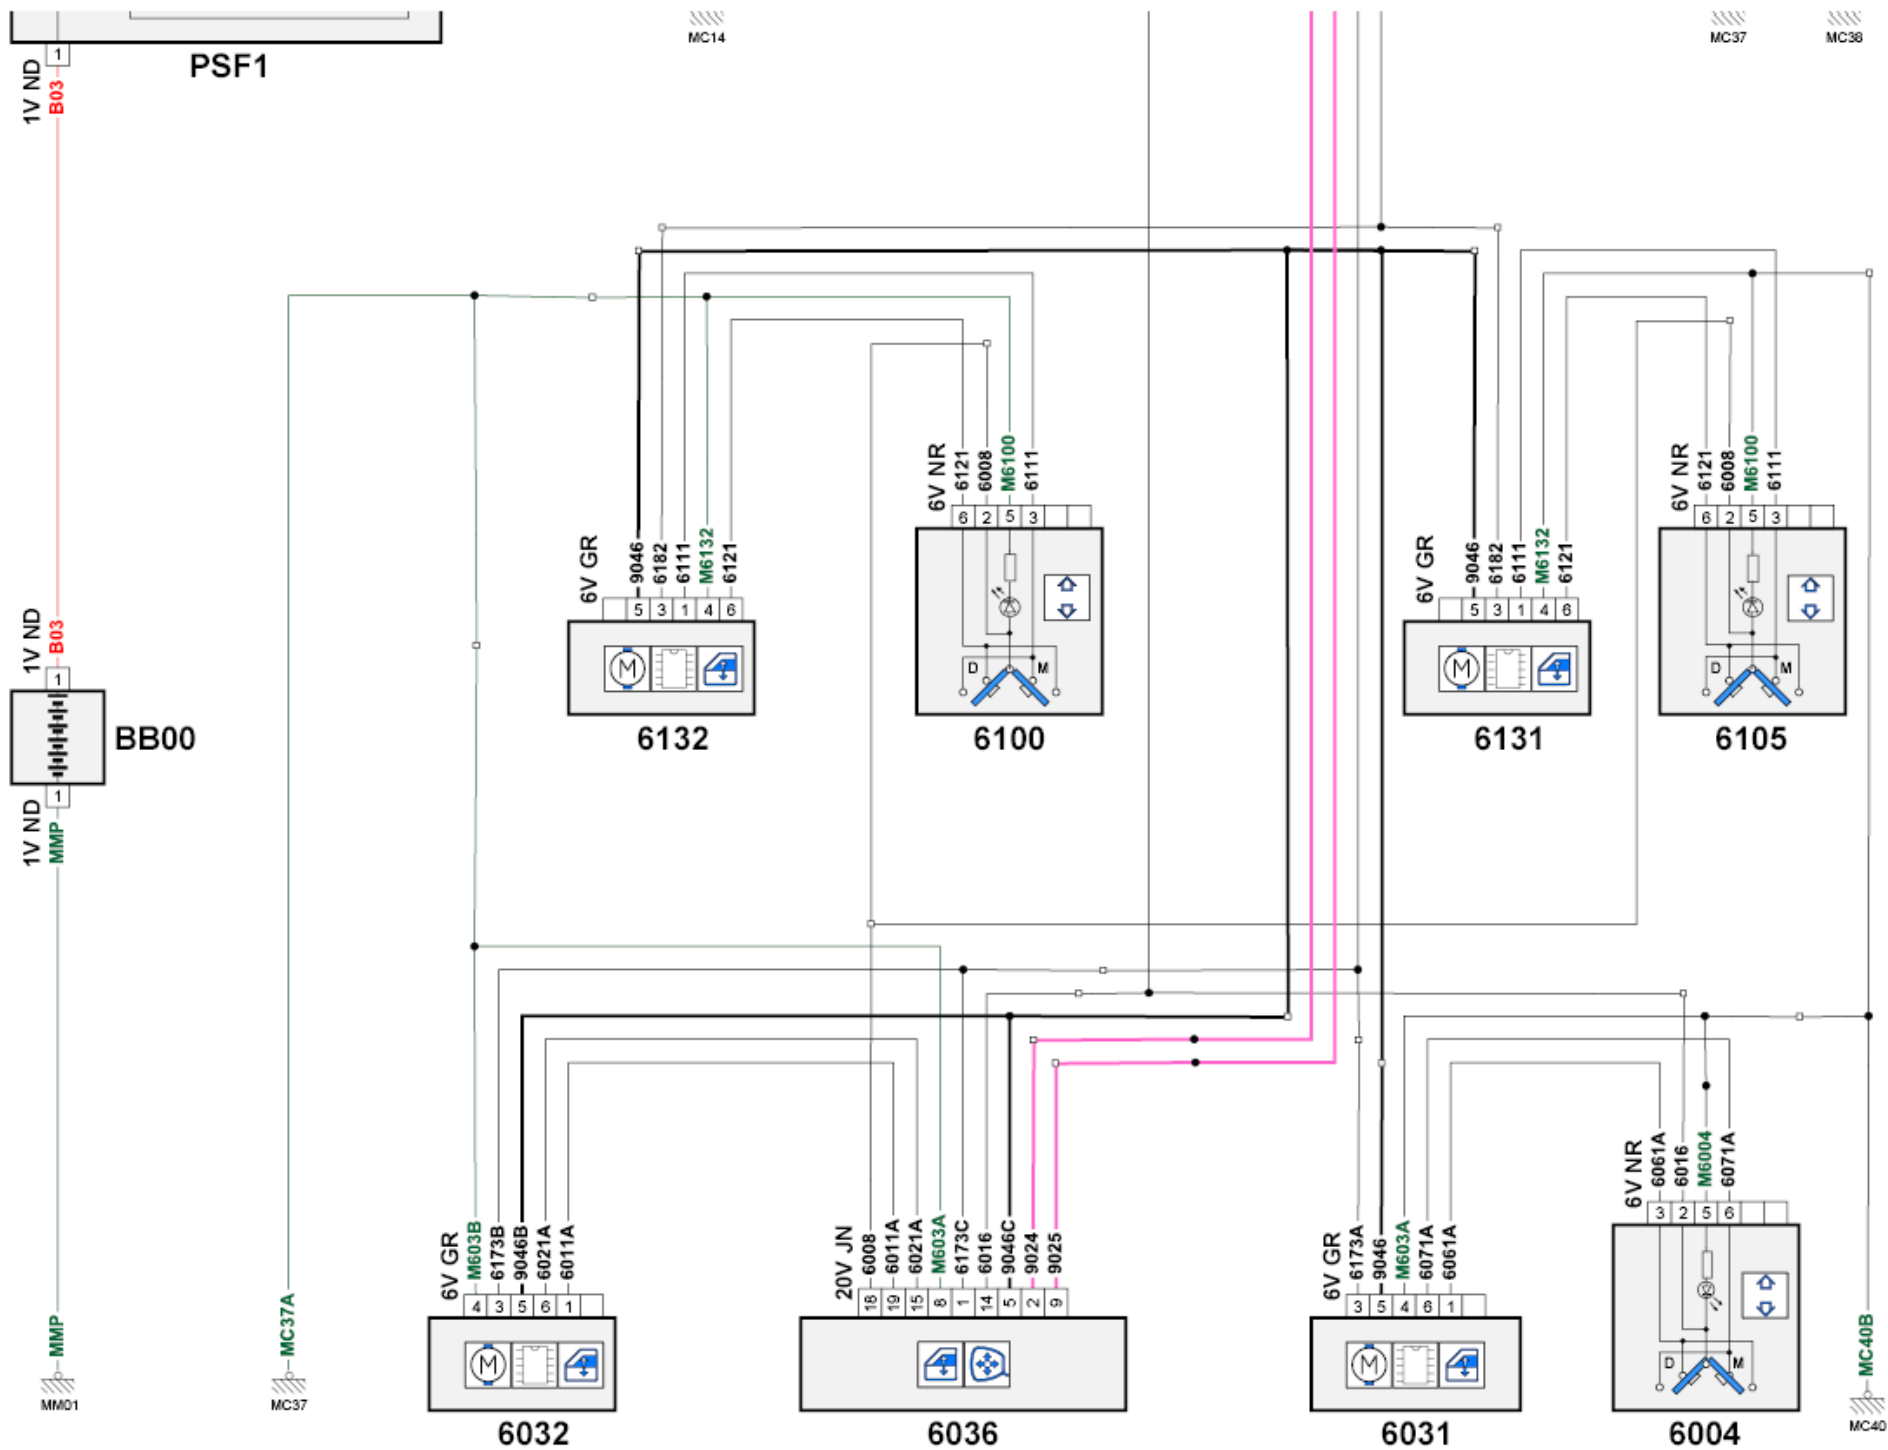 MC14
MC37
MC38
1
PSF1
1V ND
B03
1V ND
B03
1
BB00
1
1V ND
MMP
MMP
MM01
MC37A
MC37
6V GR
9046
6182
6111
M6132
6121
5 3 1 4 6
M
6132
6V NR
6121
6008
M6100
6111
6 2 5 3
D M
6100
6V GR
9046
6182
6111
M6132
6121
5 3 1 4 6
M
6131
6V NR
6121
6008
M6100
6111
6 2 5 3
D M
6105
6V GR
M603B
6173B
9046B
6021A
6011A
4 3 5 6 1
M
6032
20V JN
6008
6011A
6021A
M603A
6173C
6016
9046C
9024
9025
18 19 15 8 1 14 5 2 9
6036
6V GR
6173A
9046
M603A
6071A
6061A
3 5 4 6 1
M
6031
6V NR
6061A
6016
M6004
6071A
3 2 5 6
D M
6004
MC40B
MC40